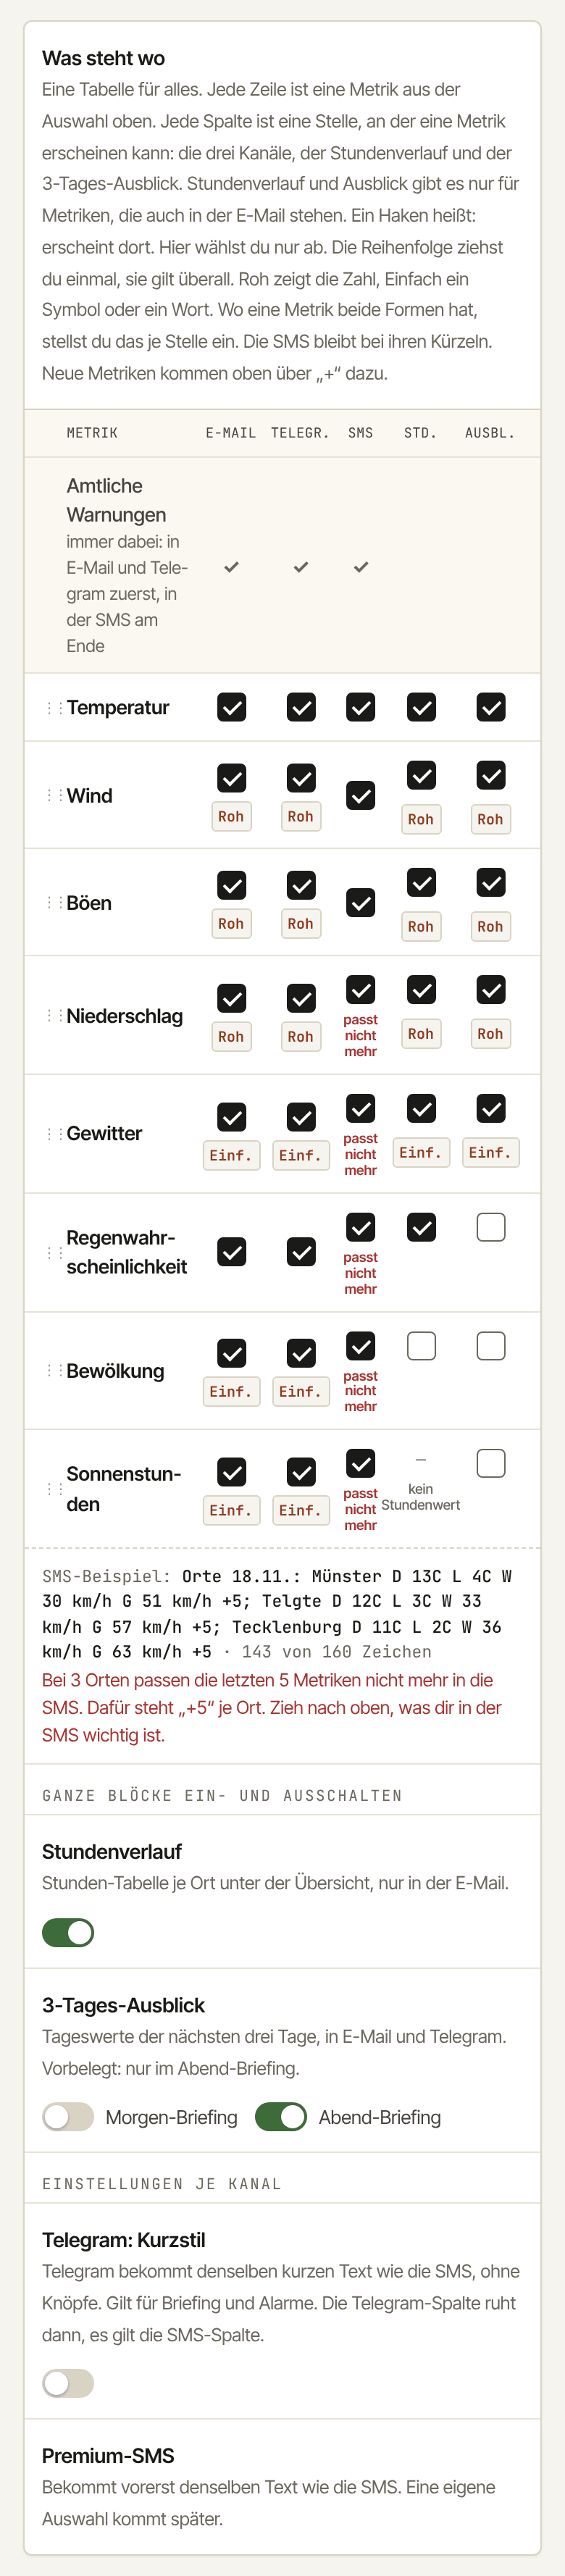 Was steht wo
Eine Tabelle für alles. Jede Zeile ist eine Metrik aus der
Auswahl oben. Jede Spalte ist eine Stelle, an der eine Metrik
erscheinen kann: die drei Kanäle, der Stundenverlauf und der
3-Tages-Ausblick. Stundenverlauf und Ausblick gibt es nur für
Metriken, die auch in der E-Mail stehen. Ein Haken heißt:
erscheint dort. Hier wählst du nur ab. Die Reihenfolge ziehst
du einmal, sie gilt überall. Roh zeigt die Zahl, Einfach ein
Symbol oder ein Wort. Wo eine Metrik beide Formen hat,
stellst du das je Stelle ein. Die SMS bleibt bei ihren Kürzeln.
Neue Metriken kommen oben über „+“ dazu.
METRIK E-MAIL TELEGR. SMS STD. AUSBL.
Amtliche
Warnungen
immer dabei: in
E-Mail und Tele-
gram zuerst, in
der SMS am
Ende
Temperatur
Wind
Roh Roh Roh Roh
Böen
Roh Roh Roh Roh
Niederschlag
Roh Roh passt nicht mehr Roh Roh
Gewitter
Einf. Einf. passt nicht mehr Einf. Einf.
Regenwahr-
scheinlichkeit
passt
nicht
mehr
Bewölkung
Einf. Einf. passt nicht mehr
Sonnenstun-
den
Einf. Einf. passt nicht mehr – kein Stundenwert
SMS-Beispiel: Orte 18.11.: Münster D 13C L 4C W
30 km/h G 51 km/h +5; Telgte D 12C L 3C W 33
km/h G 57 km/h +5; Tecklenburg D 11C L 2C W 36
km/h G 63 km/h +5 · 143 von 160 Zeichen
Bei 3 Orten passen die letzten 5 Metriken nicht mehr in die
SMS. Dafür steht „+5“ je Ort. Zieh nach oben, was dir in der
SMS wichtig ist.
GANZE BLÖCKE EIN- UND AUSSCHALTEN
Stundenverlauf
Stunden-Tabelle je Ort unter der Übersicht, nur in der E-Mail.
3-Tages-Ausblick
Tageswerte der nächsten drei Tage, in E-Mail und Telegram.
Vorbelegt: nur im Abend-Briefing.
Morgen-Briefing Abend-Briefing
EINSTELLUNGEN JE KANAL
Telegram: Kurzstil
Telegram bekommt denselben kurzen Text wie die SMS, ohne
Knöpfe. Gilt für Briefing und Alarme. Die Telegram-Spalte ruht
dann, es gilt die SMS-Spalte.
Premium-SMS
Bekommt vorerst denselben Text wie die SMS. Eine eigene
Auswahl kommt später.